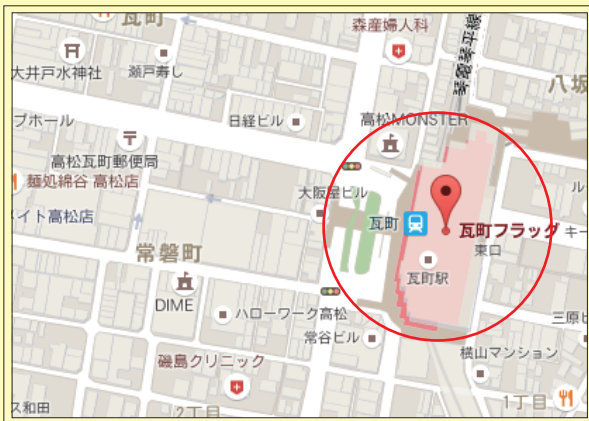 瓦町
森産婦人科
琴電琴平線
大井戸水神社
瀬戸寿し
八坂
ブホール
日経ビル
高松MONSTER
高松瓦町郵便局
麺処綿谷 高松店
大阪屋ビル
ル
メイト高松店
瓦町
瓦町フラッグ
キー
東口
常磐町
瓦町駅
DIME
ハローワーク高松
三原ビ
常谷ビル
磯島クリニック
横山マンション
ス和田
2丁目
1丁目